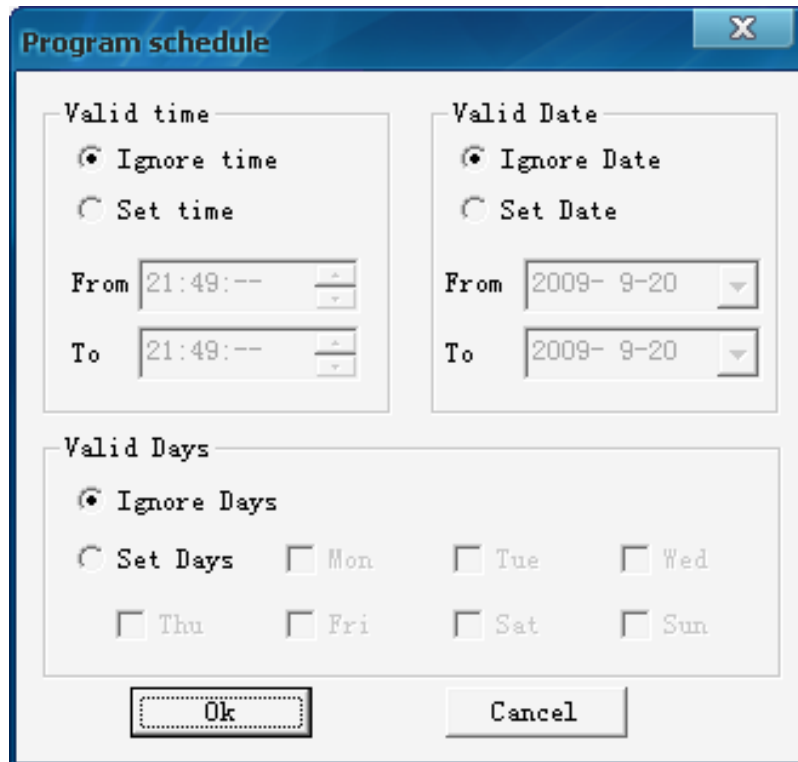 Program schedule
Valid time
Ignore time
Set time
From 21:49:--
To 21:49:--
Valid Date
Ignore Date
Set Date
From 2009- 9-20
To 2009- 9-20
Valid Days
Ignore Days
Set Days Mon Tue Wed
Thu Fri Sat Sun
Ok Cancel